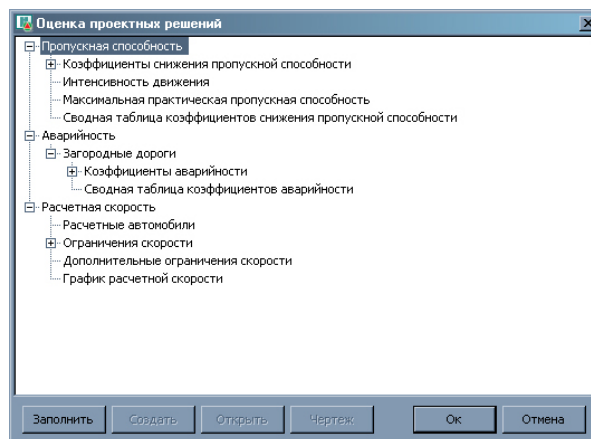 Оценка проектных решений
Пропускная способность
Коэффициенты снижения пропускной способности
Интенсивность движения
Максимальная практическая пропускная способность
Сводная таблица коэффициентов снижения пропускной способности
Аварийность
Загородные дороги
Коэффициенты аварийности
Сводная таблица коэффициентов аварийности
Расчетная скорость
Расчетные автомобили
Ограничения скорости
Дополнительные ограничения скорости
График расчетной скорости
Заполнить Создать Открыть Чертеж Ок Отмена